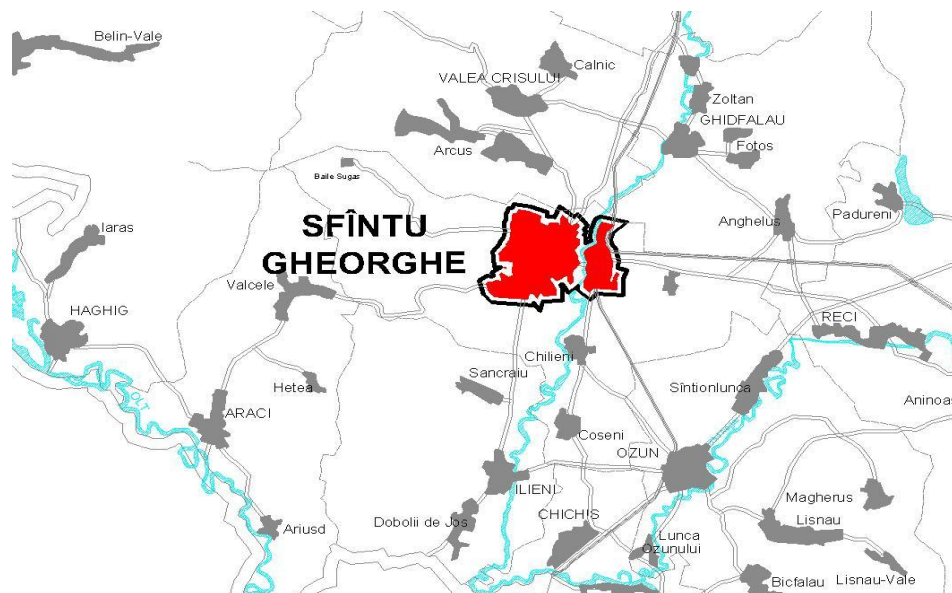 Belin-Vale
Calnic
VALEA CRISULUI
Zoltan
GHIDFALAU
Fotos
Arcus
Baile Sugas
Padureni
Anghelus
Iaras
SFÎNTU
GHEORGHE
Valcele
HAGHIG
RECI
Chilieni
Sancraiu
Sîntionlunca
Hetea
OLT
ARACI
Aninoas
Coseni
OZUN
ILIENI
Magherus
Lisnau
Dobolii de Jos
CHICHIS
Ariusd
Lunca
Ozunului
Bicfalau
Lisnau-Vale